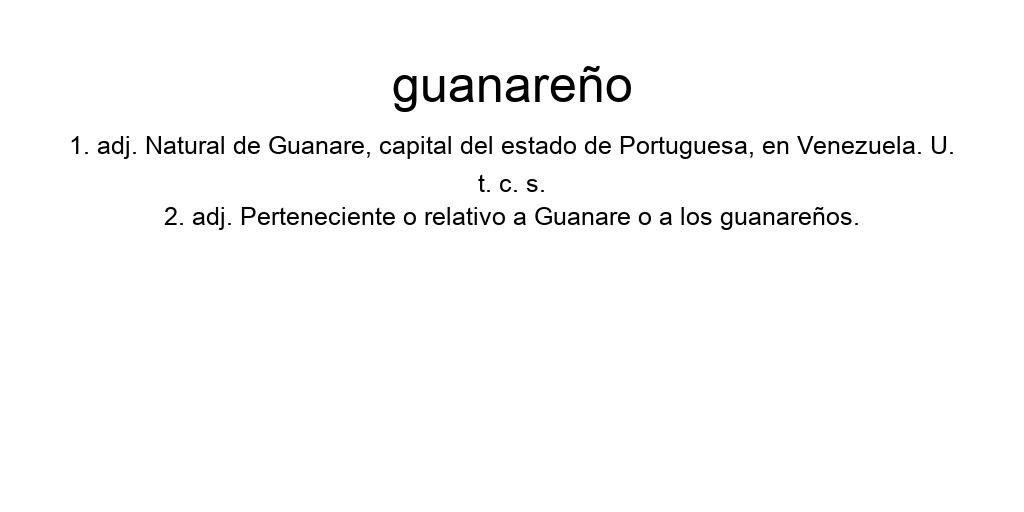 guanareño
1. adj. Natural de Guanare, capital del estado de Portuguesa, en Venezuela. U.
t. c. s.
2. adj. Perteneciente o relativo a Guanare o a los guanareños.